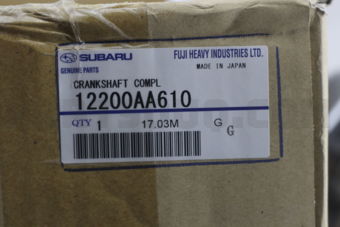 SUBARU FUJI HEAVY INDUSTRIES LTD.
GENUINE PARTS MADE IN JAPAN
CRANKSHAFT COMPL
12200AA610
QTY 1 17.03M G G